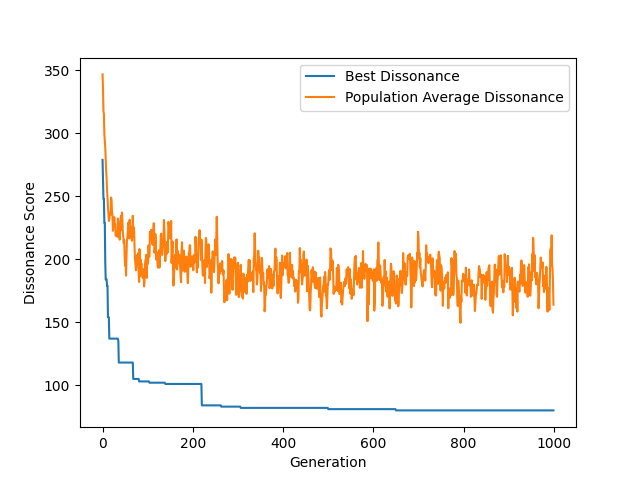 Best Dissonance
Population Average Dissonance
350
300
250
200
150
100
Dissonance Score
0 200 400 600 800 1000
Generation